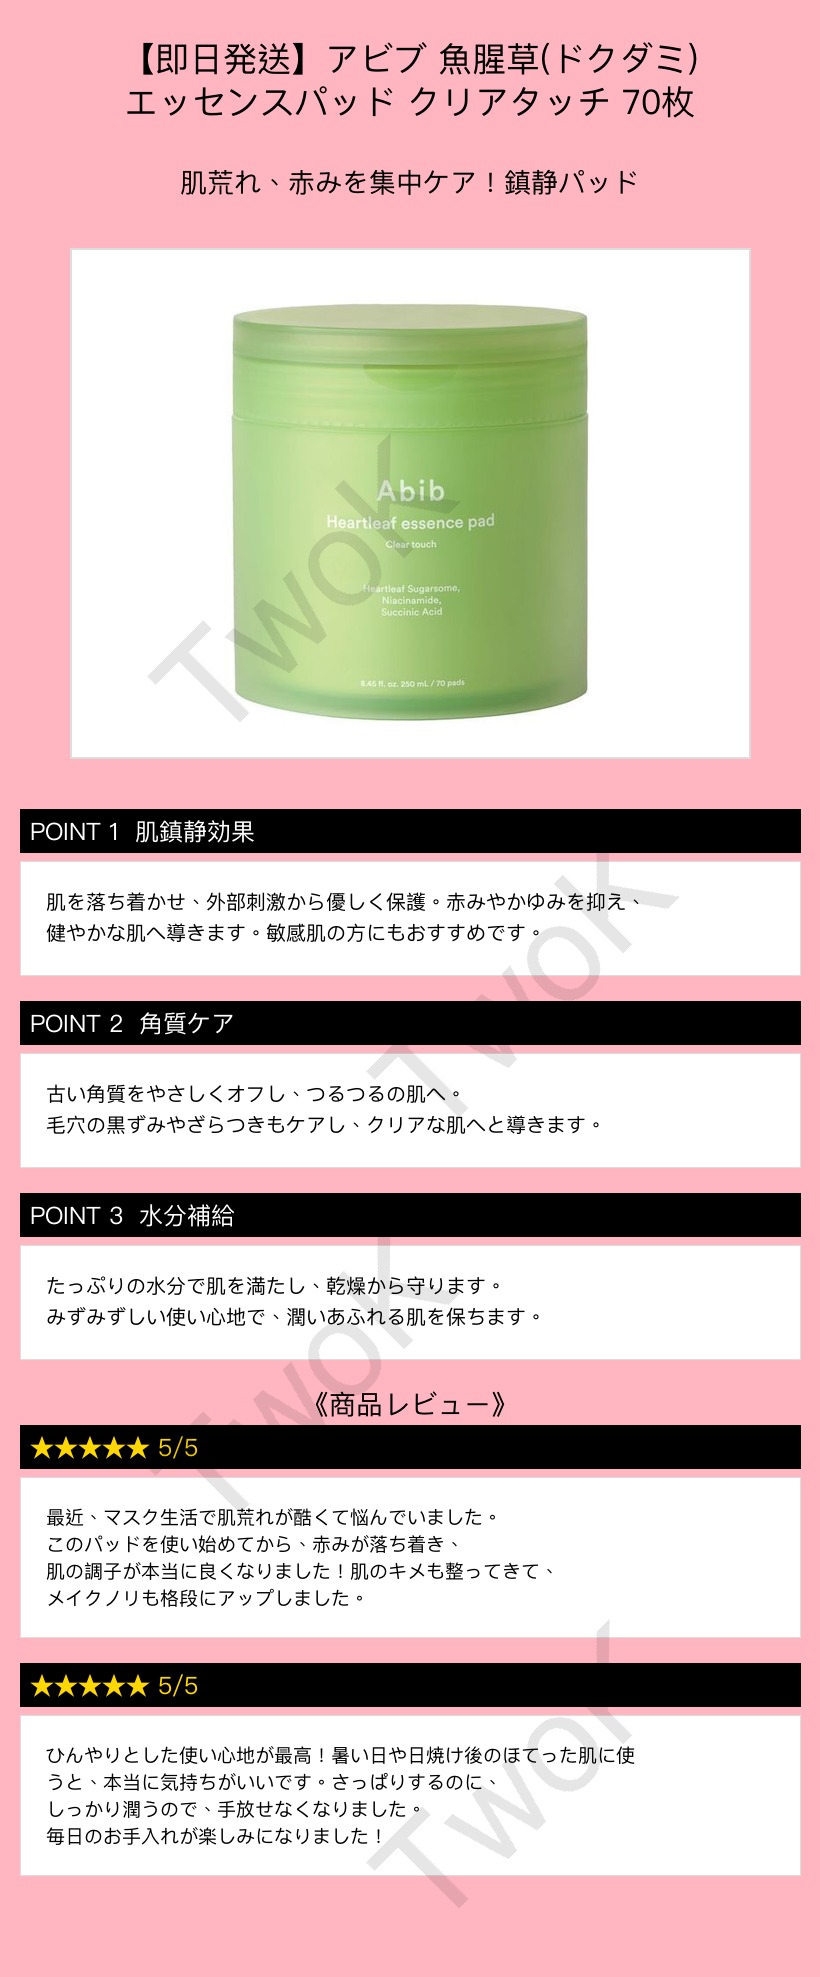 【即日発送】アビブ 魚腥草(ドクダミ)
エッセンスパッド クリアタッチ 70枚
肌荒れ、赤みを集中ケア！鎮静パッド
Abib
Heartleaf essence pad
Clear touch
Heartleaf Sugarsome,
Niacinamide,
Succinic Acid
8.45 fl. oz. 250 mL / 70 pads
TwoK
POINT 1 肌鎮静効果
肌を落ち着かせ、外部刺激から優しく保護。赤みやかゆみを抑え、
健やかな肌へ導きます。敏感肌の方にもおすすめです。
TwoK
POINT 2 角質ケア
古い角質をやさしくオフし、つるつるの肌へ。
毛穴の黒ずみやざらつきもケアし、クリアな肌へと導きます。
POINT 3 水分補給
たっぷりの水分で肌を満たし、乾燥から守ります。
みずみずしい使い心地で、潤いあふれる肌を保ちます。
TwoK
《商品レビュー》
★★★★★ 5/5
最近、マスク生活で肌荒れが酷くて悩んでいました。
このパッドを使い始めてから、赤みが落ち着き、
肌の調子が本当に良くなりました！肌のキメも整ってきて、
メイクノリも格段にアップしました。
★★★★★ 5/5
ひんやりとした使い心地が最高！暑い日や日焼け後のほてった肌に使
うと、本当に気持ちがいいです。さっぱりするのに、
しっかり潤うので、手放せなくなりました。
毎日のお手入れが楽しみになりました！
TwoK